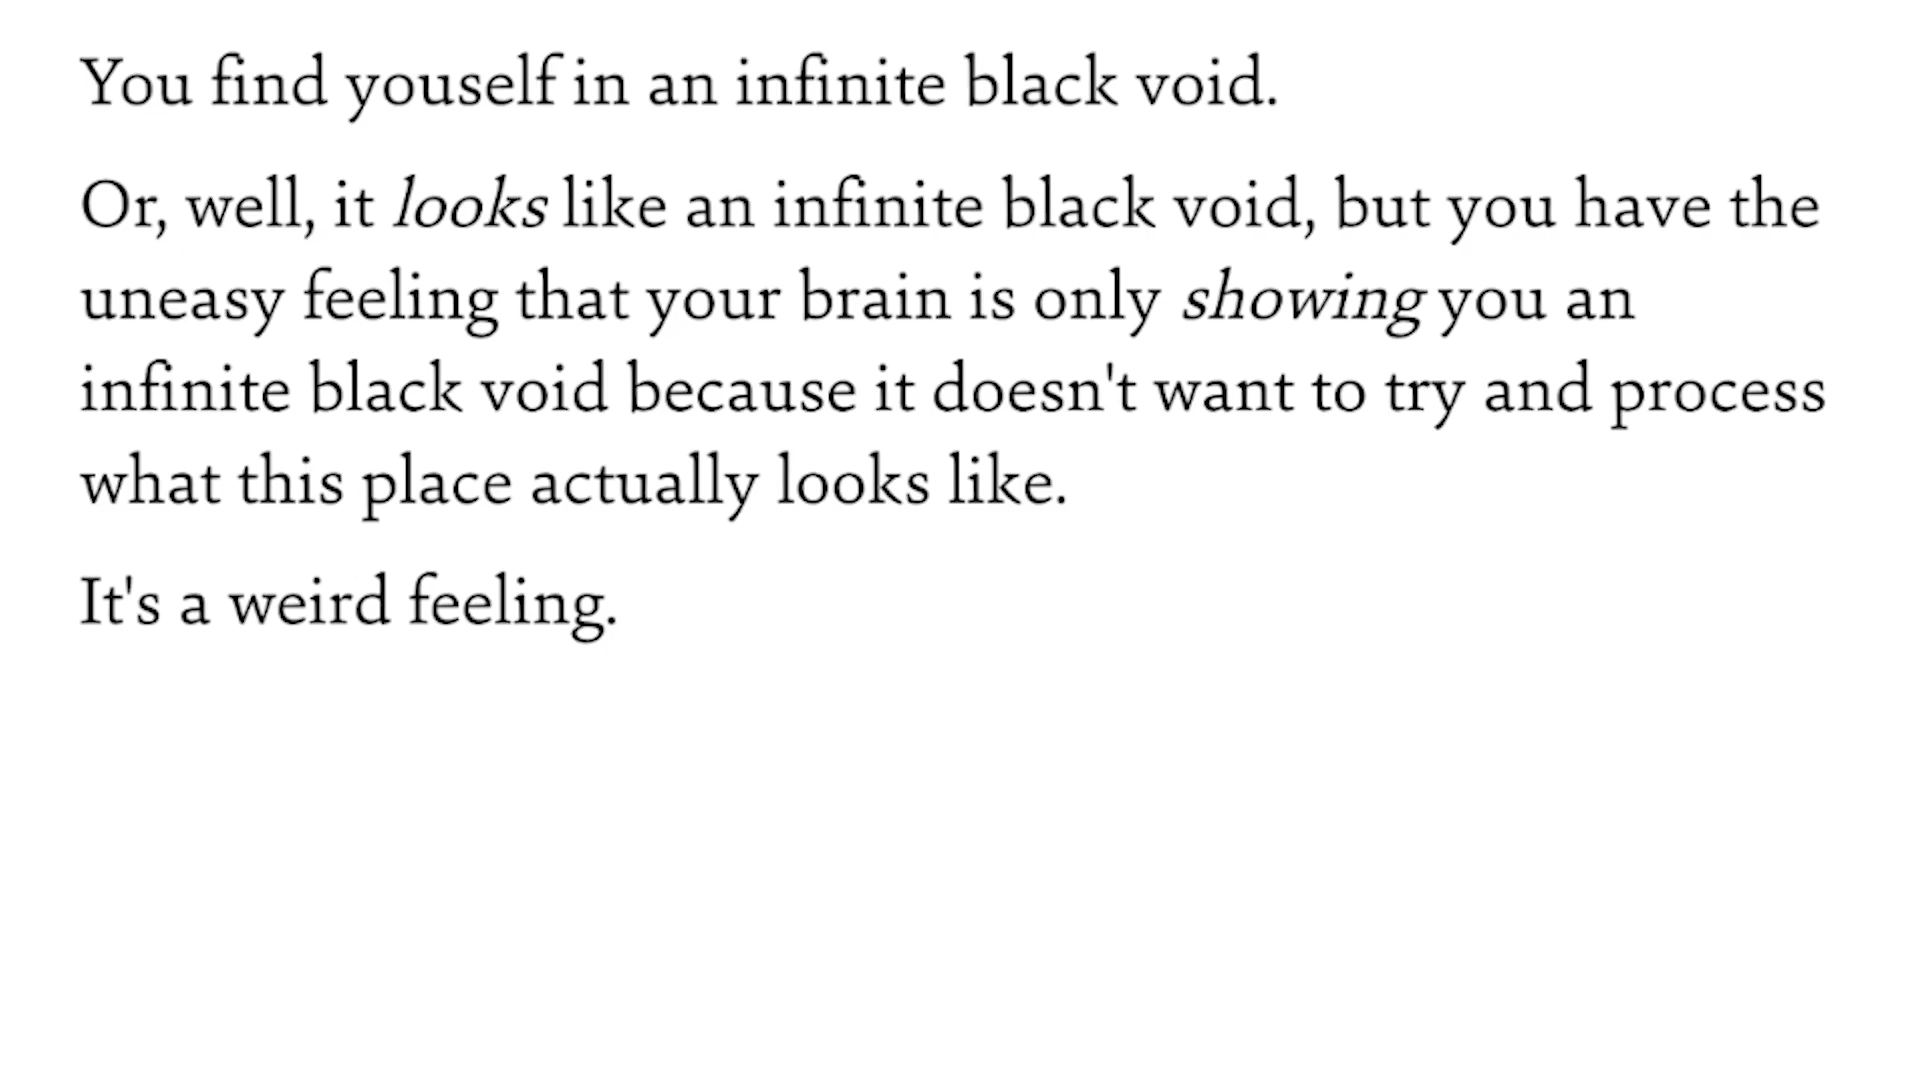 You find youself in an infinite black void.
Or, well, it looks like an infinite black void, but you have the
uneasy feeling that your brain is only showing you an
infinite black void because it doesn't want to try and process
what this place actually looks like.
It's a weird feeling.